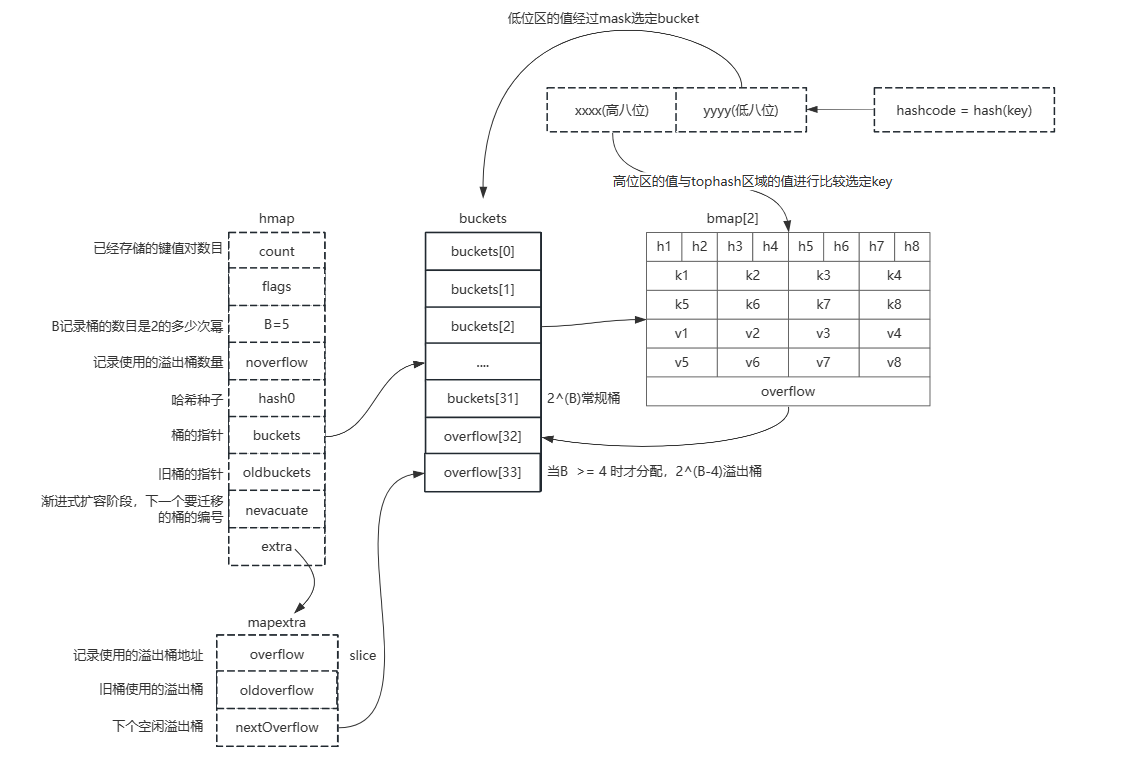 低位区的值经过mask选定bucket
xxxx(高八位)
yyyy(低八位)
hashcode = hash(key)
高位区的值与tophash区域的值进行比较选定key
hmap
已经存储的键值对数目
count
flags
B记录桶的数目是2的多少次幂
B=5
记录使用的溢出桶数量
noverflow
哈希种子
hash0
桶的指针
buckets
旧桶的指针
oldbuckets
渐进式扩容阶段，下一个要迁移
的桶的编号
nevacuate
extra
buckets
buckets[0]
buckets[1]
buckets[2]
....
buckets[31]
2^(B)常规桶
overflow[32]
overflow[33]
当B >= 4 时才分配，2^(B-4)溢出桶
bmap[2]
h1 h2 h3 h4 h5 h6 h7 h8
k1 k2 k3 k4
k5 k6 k7 k8
v1 v2 v3 v4
v5 v6 v7 v8
overflow
mapextra
记录使用的溢出桶地址
overflow
slice
旧桶使用的溢出桶
oldoverflow
下个空闲溢出桶
nextOverflow